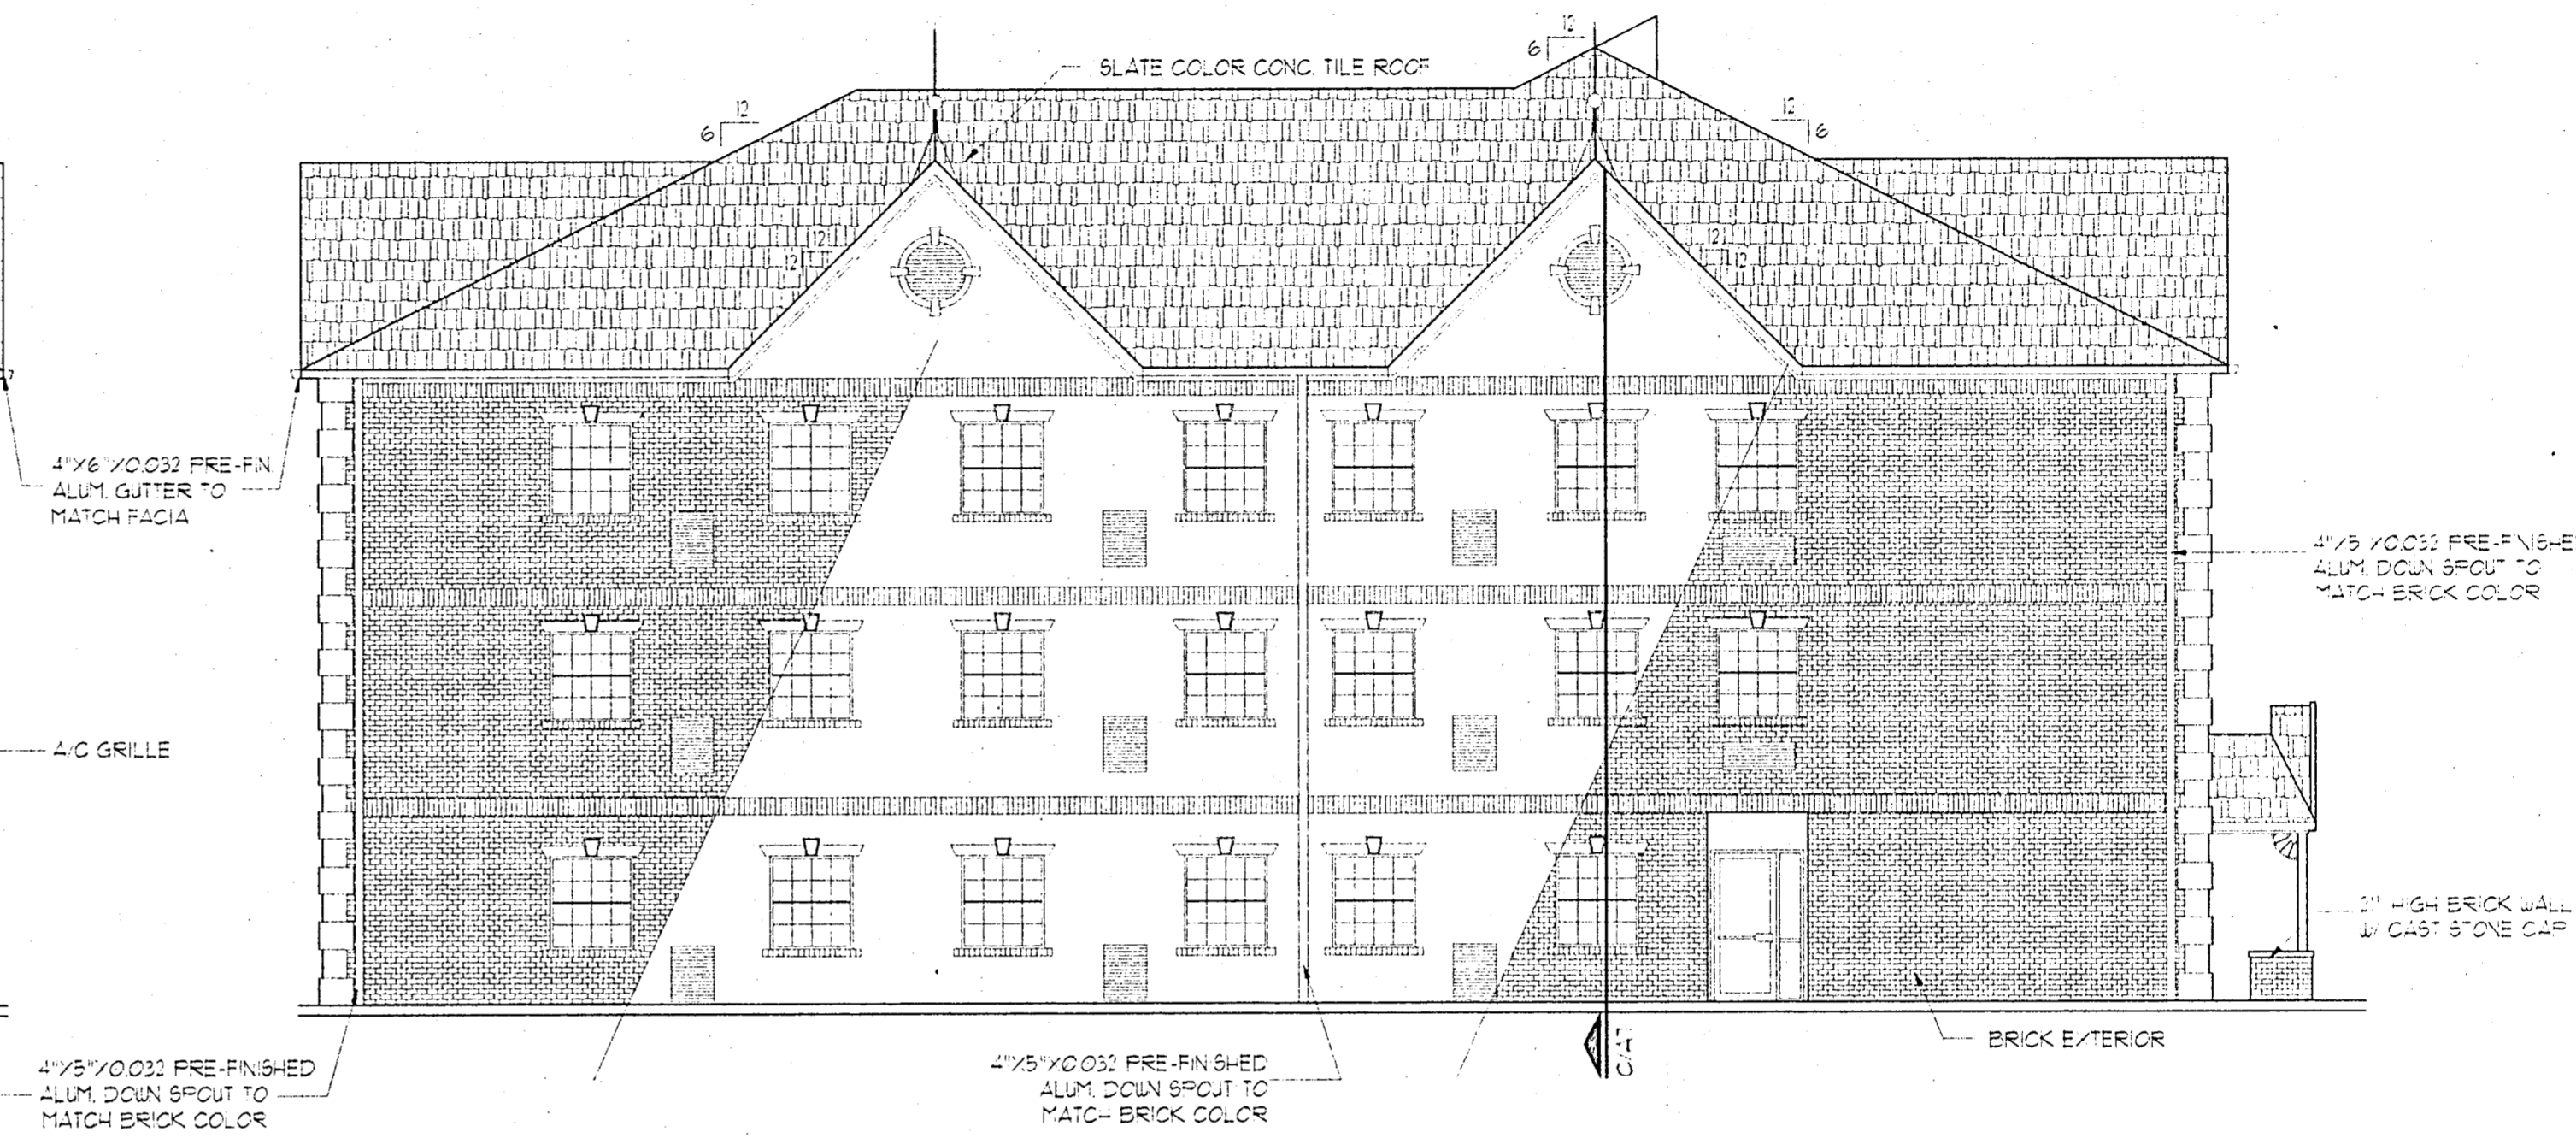 12
6
SLATE COLOR CONC. TILE ROOF
12
6
12
6
12
12
12
12
4"X6"X0.032 PRE-FIN.
ALUM. GUTTER TO
MATCH FACIA
4"X5"X0.032 PRE-FINISHE
ALUM. DOWN SPOUT TO
MATCH BRICK COLOR
A/C GRILLE
HIGH BRICK WALL
W/ CAST STONE CAP
BRICK EXTERIOR
4"X5"X0.032 PRE-FINISHED
ALUM. DOWN SPOUT TO
MATCH BRICK COLOR
4"X5"X0.032 PRE-FINISHED
ALUM. DOWN SPOUT TO
MATCH BRICK COLOR